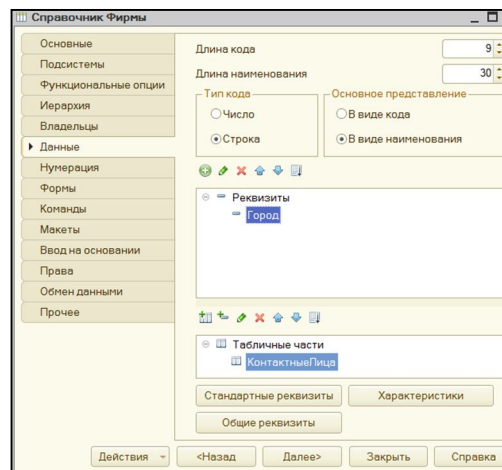 Справочник Фирмы
Основные
Подсистемы
Функциональные опции
Иерархия
Владельцы
Данные
Нумерация
Формы
Команды
Макеты
Ввод на основании
Права
Обмен данными
Прочее
Длина кода 9
Длина наименования 30
Тип кода
Число
Строка
Основное представление
В виде кода
В виде наименования
Реквизиты
Город
Табличные части
КонтактныеЛица
Стандартные реквизиты Характеристики
Общие реквизиты
Действия <Назад Далее> Закрыть Справка